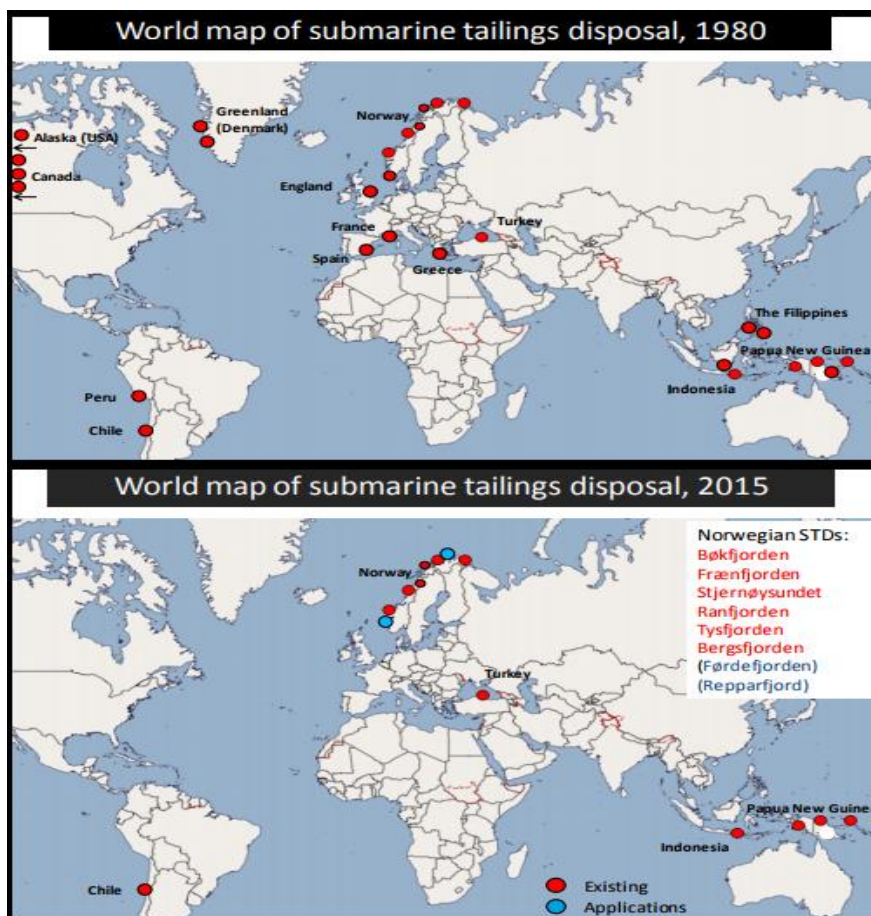 World map of submarine tailings disposal, 1980
Greenland
(Denmark)
Norway
Alaska (USA)
Canada
England
France
Turkey
Spain
Greece
The Filippines
Papua New Guinea
Indonesia
Peru
Chile
World map of submarine tailings disposal, 2015
Norwegian STDs:
Bøkfjorden
Frænfjorden
Stjernøysundet
Ranfjorden
Tysfjorden
Bergsfjorden
(Førdefjorden)
(Repparfjord)
Norway
Turkey
Papua New Guinea
Indonesia
Chile
Existing
Applications